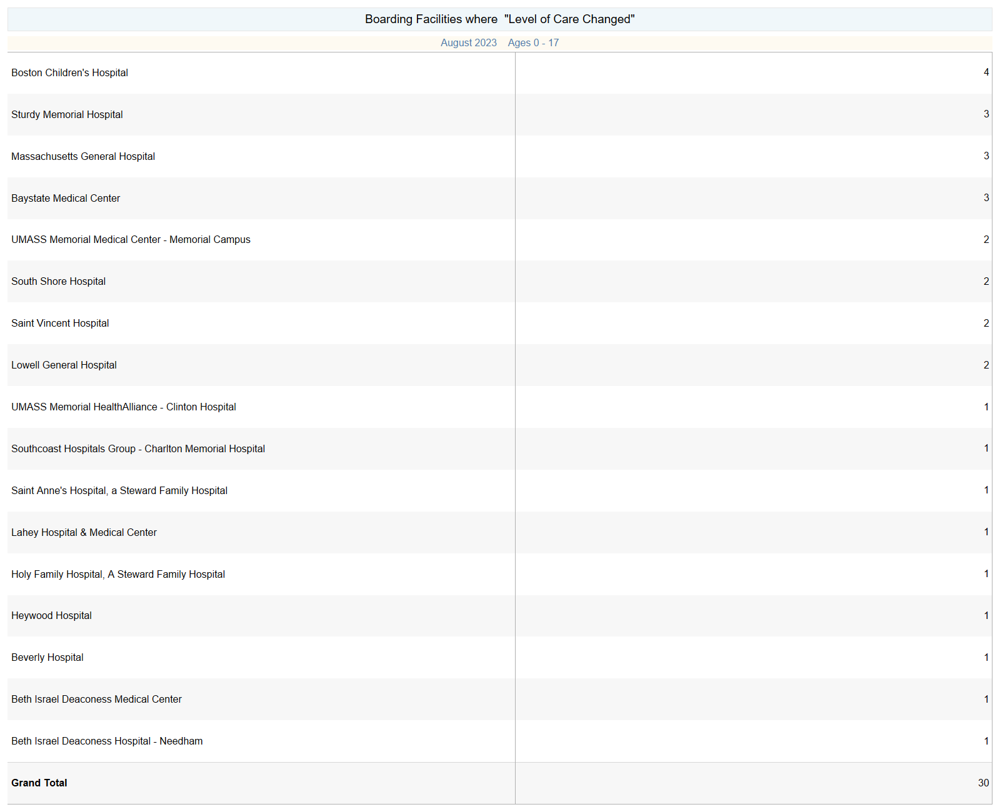 Boarding Facilities where  "Level of Care Changed"
August 2023    Ages 0 - 17
Boston Children's Hospital 4
Sturdy Memorial Hospital 3
Massachusetts General Hospital 3
Baystate Medical Center 3
UMASS Memorial Medical Center - Memorial Campus 2
South Shore Hospital 2
Saint Vincent Hospital 2
Lowell General Hospital 2
UMASS Memorial HealthAlliance - Clinton Hospital 1
Southcoast Hospitals Group - Charlton Memorial Hospital 1
Saint Anne's Hospital, a Steward Family Hospital 1
Lahey Hospital & Medical Center 1
Holy Family Hospital, A Steward Family Hospital 1
Heywood Hospital 1
Beverly Hospital 1
Beth Israel Deaconess Medical Center 1
Beth Israel Deaconess Hospital - Needham 1
Grand Total 30